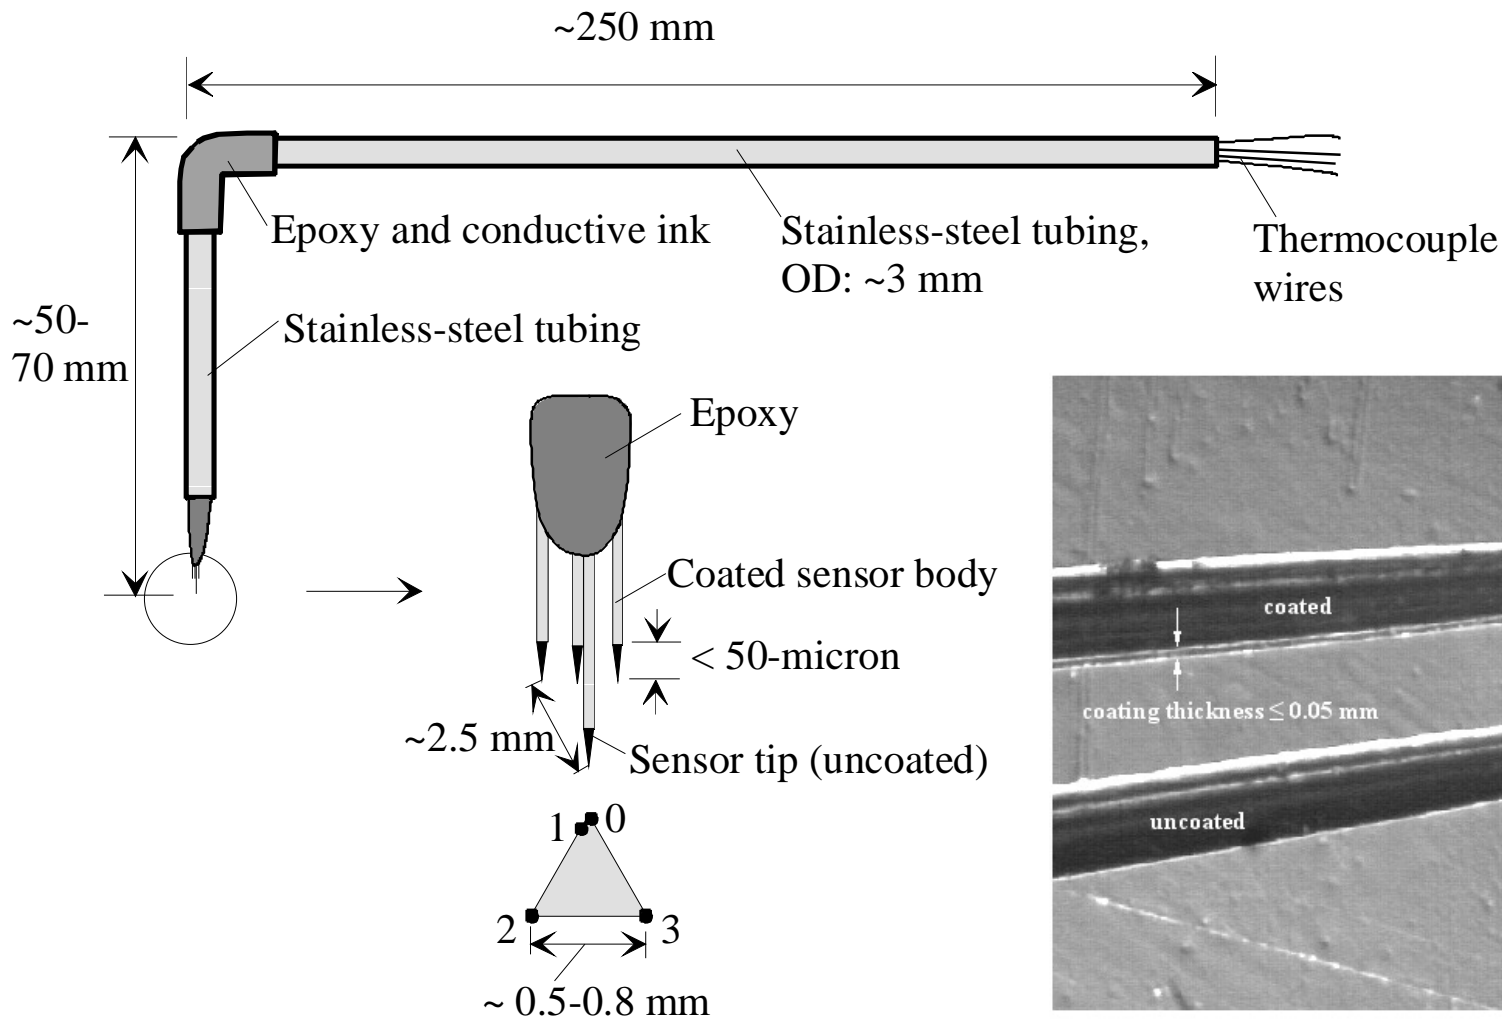 ~250 mm
Epoxy and conductive ink
Stainless-steel tubing,
OD: ~3 mm
Thermocouple
wires
~50-
70 mm
Stainless-steel tubing
Epoxy
Coated sensor body
< 50-micron
~2.5 mm
Sensor tip (uncoated)
1
0
2
3
~ 0.5-0.8 mm
coated
coating thickness ≤ 0.05 mm
uncoated